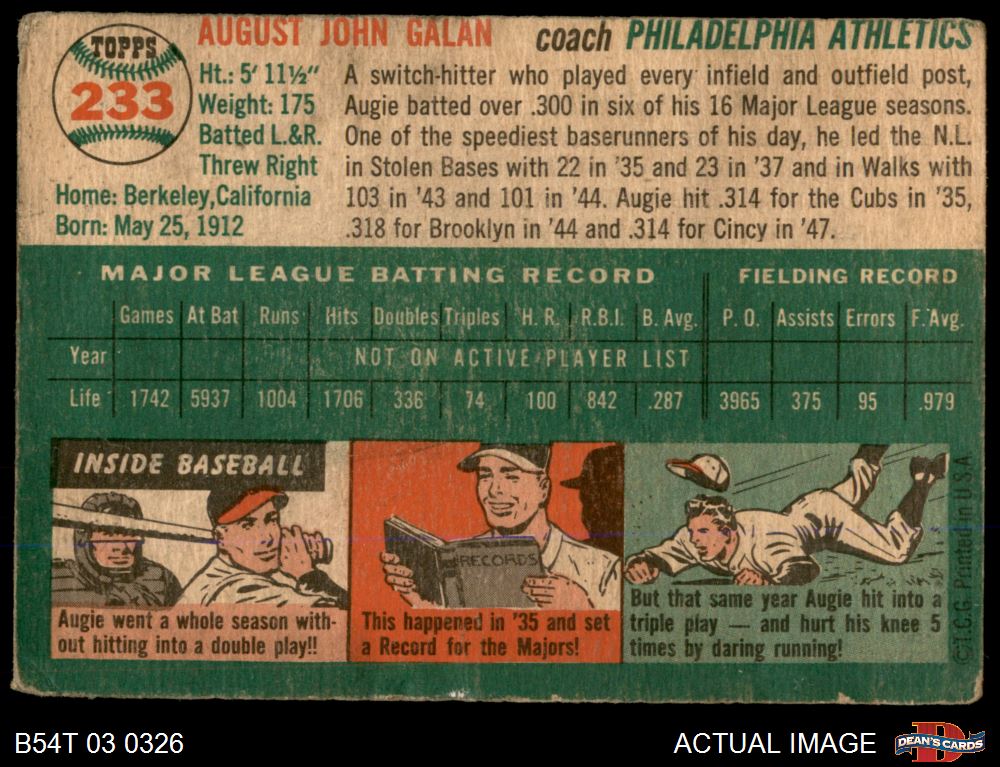 TOPPS
233
AUGUST JOHN GALAN coach PHILADELPHIA ATHLETICS
Ht.: 5' 11½"
Weight: 175
Batted L.&R.
Threw Right
Home: Berkeley, California
Born: May 25, 1912
A switch-hitter who played every infield and outfield post,
Augie batted over .300 in six of his 16 Major League seasons.
One of the speediest baserunners of his day, he led the N.L.
in Stolen Bases with 22 in '35 and 23 in '37 and in Walks with
103 in '43 and 101 in '44. Augie hit .314 for the Cubs in '35,
.318 for Brooklyn in '44 and .314 for Cincy in '47.
MAJOR LEAGUE BATTING RECORD FIELDING RECORD
Games At Bat Runs Hits Doubles Triples H. R. R.B.I. B. Avg. P. O. Assists Errors F. Avg.
Year NOT ON ACTIVE PLAYER LIST
Life 1742 5937 1004 1706 336 74 100 842 .287 3965 375 95 .979
INSIDE BASEBALL
Augie went a whole season with-
out hitting into a double play!!
RECORDS
This happened in '35 and set
a Record for the Majors!
But that same year Augie hit into a
triple play — and hurt his knee 5
times by daring running!
©T.C.G. Printed in U.S.A
B54T 03 0326
ACTUAL IMAGE
D
DEAN'S CARDS